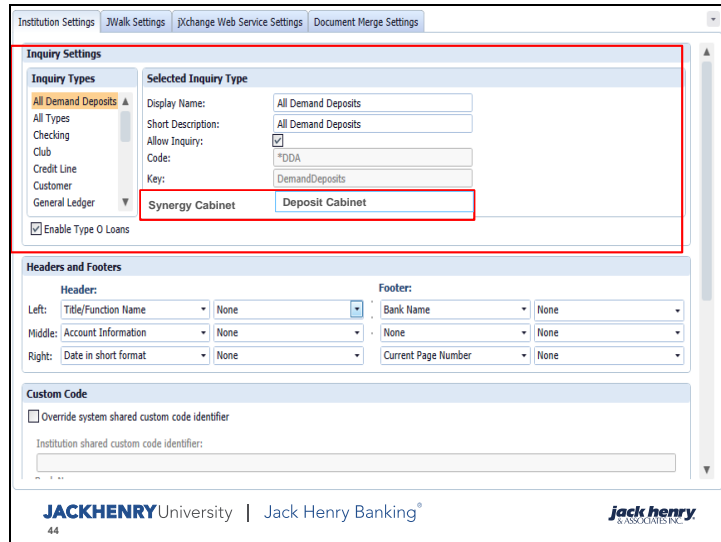 Institution Settings JWalk Settings jXchange Web Service Settings Document Merge Settings
Inquiry Settings
Inquiry Types
All Demand Deposits
All Types
Checking
Club
Credit Line
Customer
General Ledger
Selected Inquiry Type
Display Name: All Demand Deposits
Short Description: All Demand Deposits
Allow Inquiry:
Code: *DDA
Key: DemandDeposits
Synergy Cabinet Deposit Cabinet
Enable Type O Loans
Headers and Footers
Header: Footer:
Left: Title/Function Name None Bank Name None
Middle: Account Information None None None
Right: Date in short format None Current Page Number None
Custom Code
Override system shared custom code identifier
Institution shared custom code identifier:
JACKHENRY University | Jack Henry Banking®
jack henry
& ASSOCIATES INC.
44